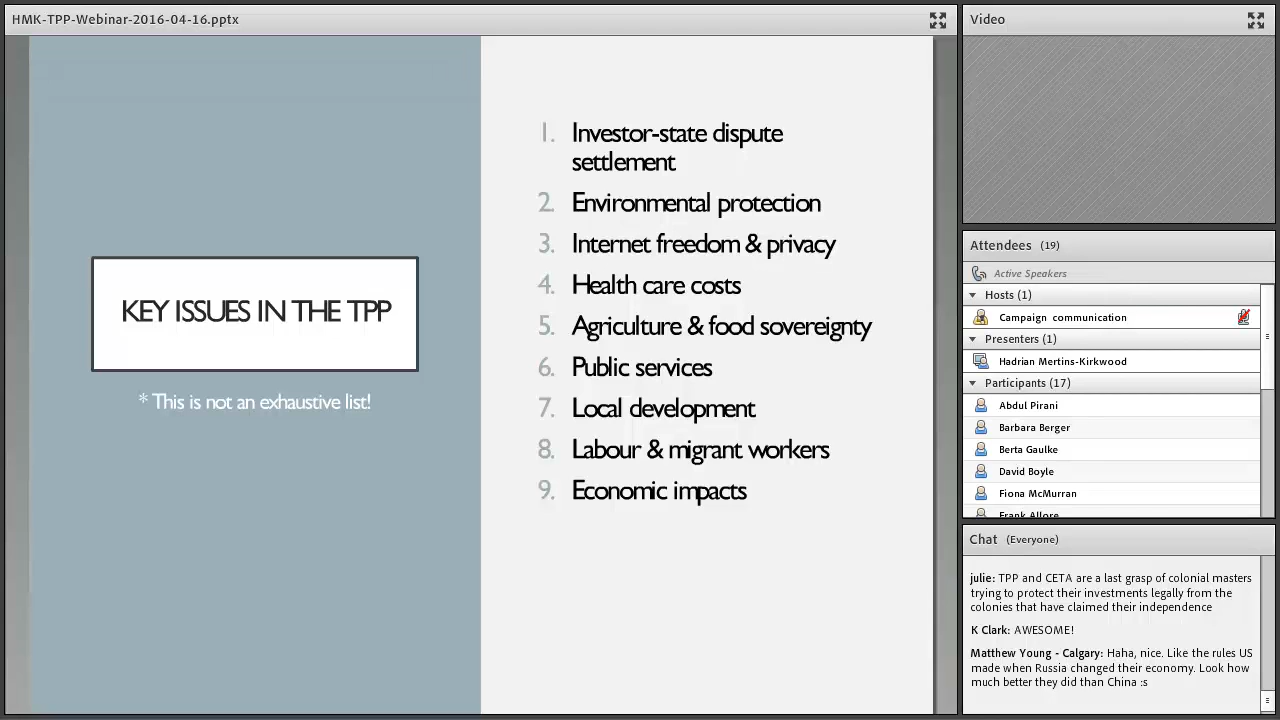 HMK-TPP-Webinar-2016-04-16.pptx
KEY ISSUES IN THE TPP
* This is not an exhaustive list!
1. Investor-state dispute
settlement
2. Environmental protection
3. Internet freedom & privacy
4. Health care costs
5. Agriculture & food sovereignty
6. Public services
7. Local development
8. Labour & migrant workers
9. Economic impacts
Video
Attendees (19)
Active Speakers
Hosts (1)
Campaign communication
Presenters (1)
Hadrian Mertins-Kirkwood
Participants (17)
Abdul Pirani
Barbara Berger
Berta Gaulke
David Boyle
Fiona McMurran
Frank Allore
Chat (Everyone)
julie: TPP and CETA are a last grasp of colonial masters
trying to protect their investments legally from the
colonies that have claimed their independence
K Clark: AWESOME!
Matthew Young - Calgary: Haha, nice. Like the rules US
made when Russia changed their economy. Look how
much better they did than China :s